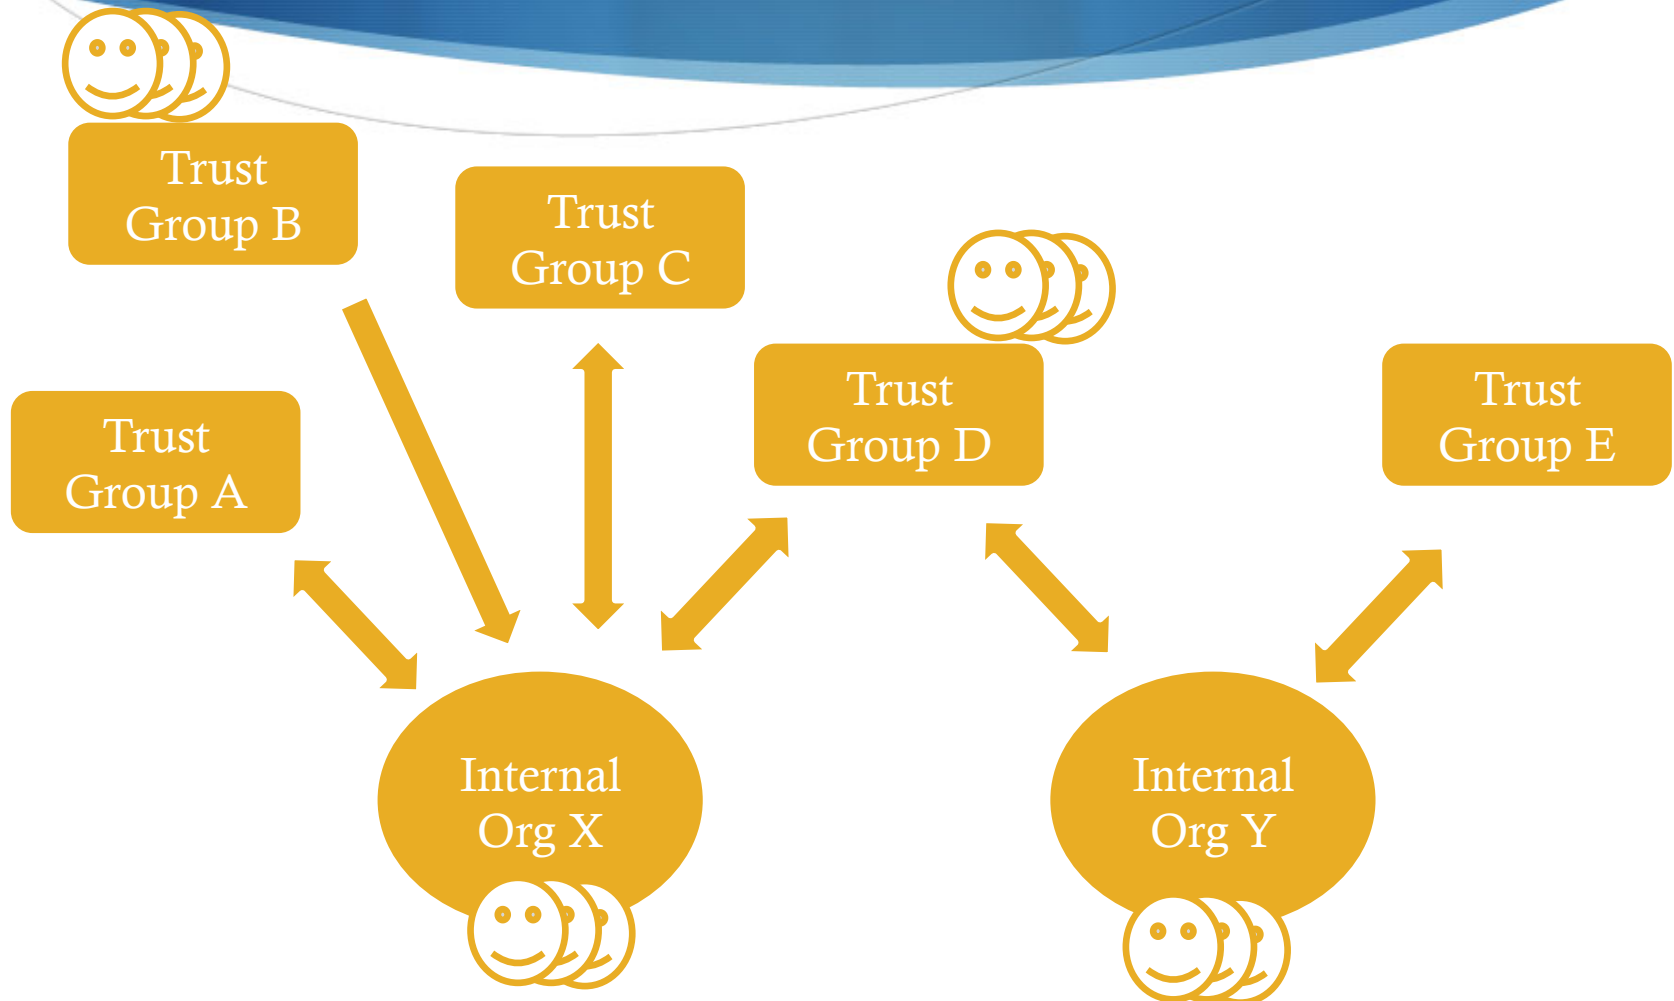 Trust
Group B
Trust
Group C
Trust
Group D
Trust
Group E
Trust
Group A
Internal
Org X
Internal
Org Y